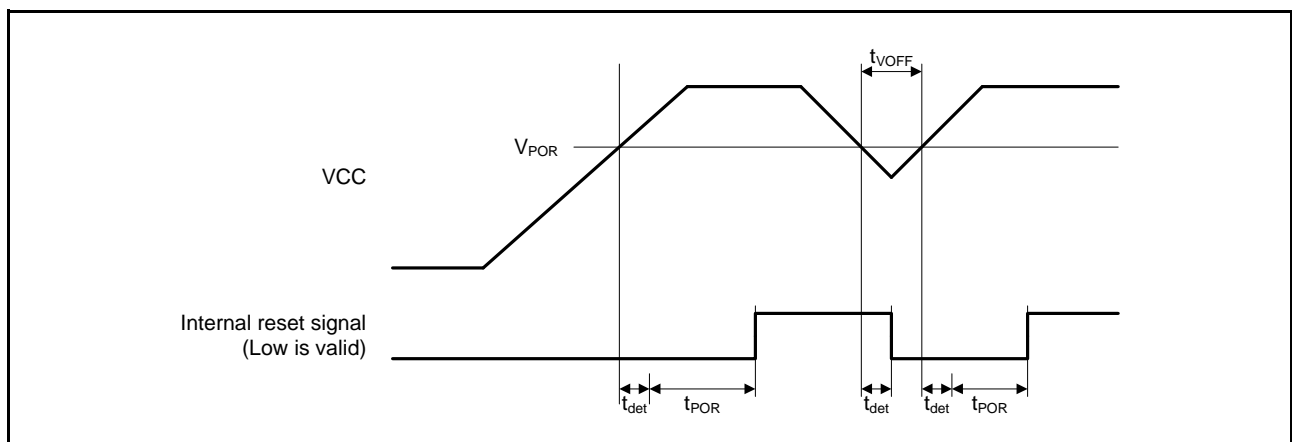 tVOFF
VPOR
VCC
Internal reset signal
(Low is valid)
tdet
tPOR
tdet
tdet
tPOR